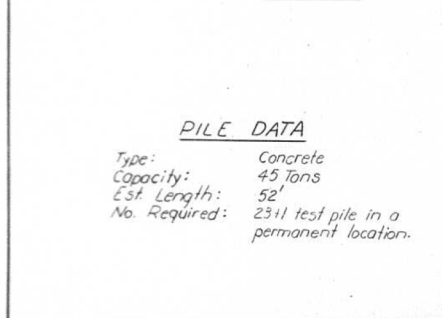 PILE DATA
Type: Concrete
Capacity: 45 Tons
Est. Length: 52'
No. Required: 23+1 test pile in a
permanent location.